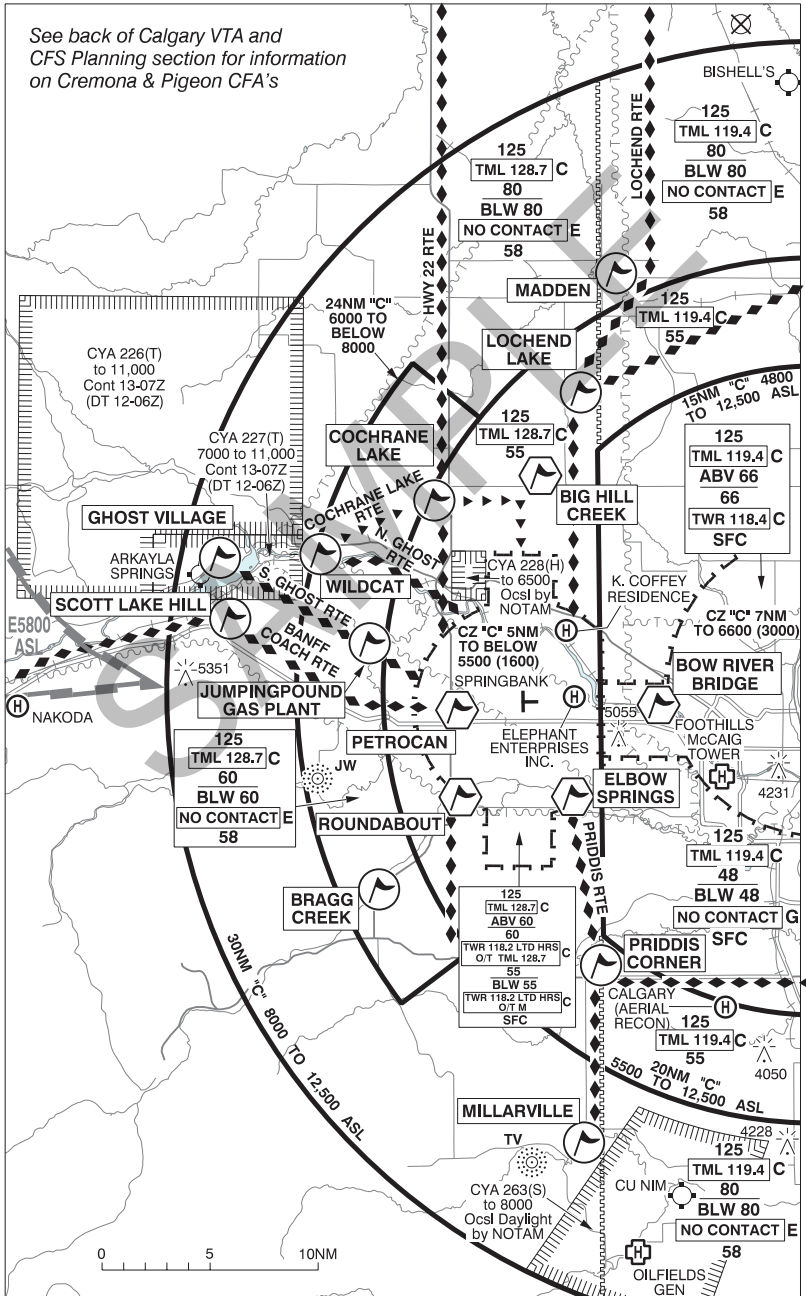 See back of Calgary VTA and
CFS Planning section for information
on Cremona & Pigeon CFA's
BISHELL'S
LOCHEND RTE
125
TML 119.4 C
80
BLW 80
NO CONTACT E
58
125
TML 128.7 C
80
BLW 80
NO CONTACT E
58
HWY 22 RTE
MADDEN
24NM "C"
6000 TO
BELOW
8000
125
TML 119.4 C
55
CYA 226(T)
to 11,000
Cont 13-07Z
(DT 12-06Z)
LOCHEND
LAKE
15NM "C" 4800
TO 12,500 ASL
125
TML 128.7 C
55
CYA 227(T)
7000 to 11,000
Cont 13-07Z
(DT 12-06Z)
COCHRANE
LAKE
125
TML 119.4 C
ABV 66
66
TWR 118.4 C
SFC
COCHRANE LAKE
RTE
BIG HILL
CREEK
GHOST VILLAGE
N. GHOST
RTE
ARKAYLA
SPRINGS
WILDCAT
CYA 228(H)
to 6500
Ocsl by
NOTAM
K. COFFEY
RESIDENCE
S. GHOST RTE
SCOTT LAKE HILL
E5800
ASL
BANFF
COACH RTE
CZ "C" 5NM
TO BELOW
5500 (1600)
CZ "C" 7NM
TO 6600 (3000)
SPRINGBANK
BOW RIVER
BRIDGE
5351
JUMPINGPOUND
GAS PLANT
NAKODA
PETROCAN
ELEPHANT
ENTERPRISES
INC.
5055
FOOTHILLS
McCAIG
TOWER
4231
125
TML 128.7 C
60
BLW 60
NO CONTACT E
58
JW
ELBOW
SPRINGS
ROUNDABOUT
PRIDDIS RTE
125
TML 119.4 C
48
BLW 48
NO CONTACT G
SFC
BRAGG
CREEK
125
TML 128.7 C
ABV 60
60
TWR 118.2 LTD HRS C
O/T TML 128.7
55
BLW 55
TWR 118.2 LTD HRS C
O/T M
SFC
PRIDDIS
CORNER
30NM "C" 8000 TO 12,500 ASL
CALGARY
(AERIAL
RECON)
125
TML 119.4 C
55
4050
5500 20NM "C"
TO 12,500 ASL
MILLARVILLE
4228
TV
125
TML 119.4 C
80
BLW 80
NO CONTACT E
58
CYA 263(S)
to 8000
Ocsl Daylight
by NOTAM
CU NIM
0 5 10NM
OILFIELDS
GEN
SAMPLE